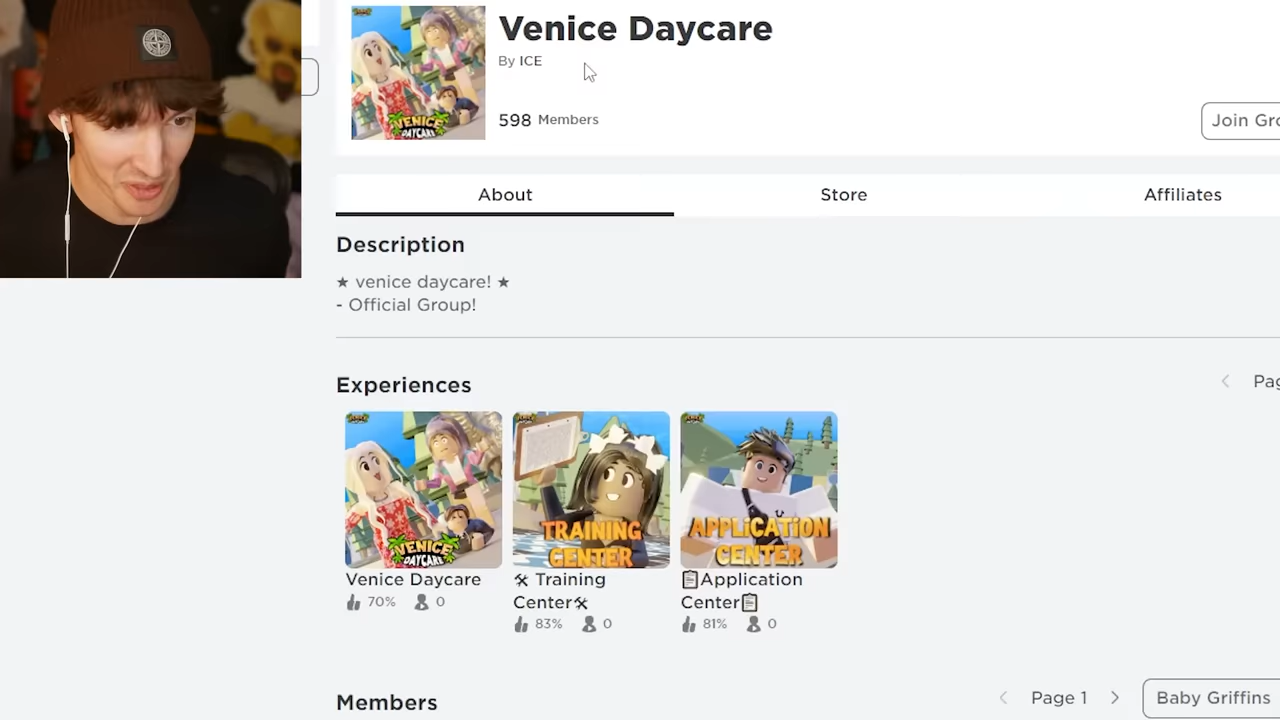 Venice Daycare
By ICE
598 Members
Join Gro
About Store Affiliates
Description
★ venice daycare! ★
- Official Group!
Experiences
Pag
VENICE
DAYCARE
VENICE
DAYCARE
TRAINING
CENTER
APPLICATION
CENTER
Venice Daycare
70% 0
🛠 Training
Center🛠
83% 0
📋Application
Center📋
81% 0
Members
Page 1
Baby Griffins